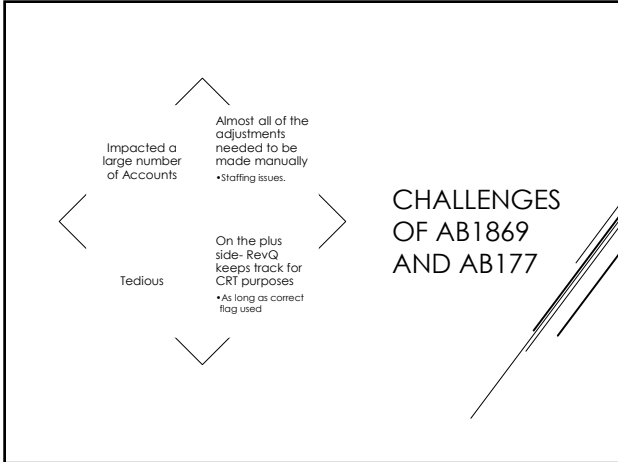 Impacted a
large number
of Accounts
Almost all of the
adjustments
needed to be
made manually
•Staffing issues.
Tedious
On the plus
side- RevQ
keeps track for
CRT purposes
•As long as correct
flag used
CHALLENGES
OF AB1869
AND AB177